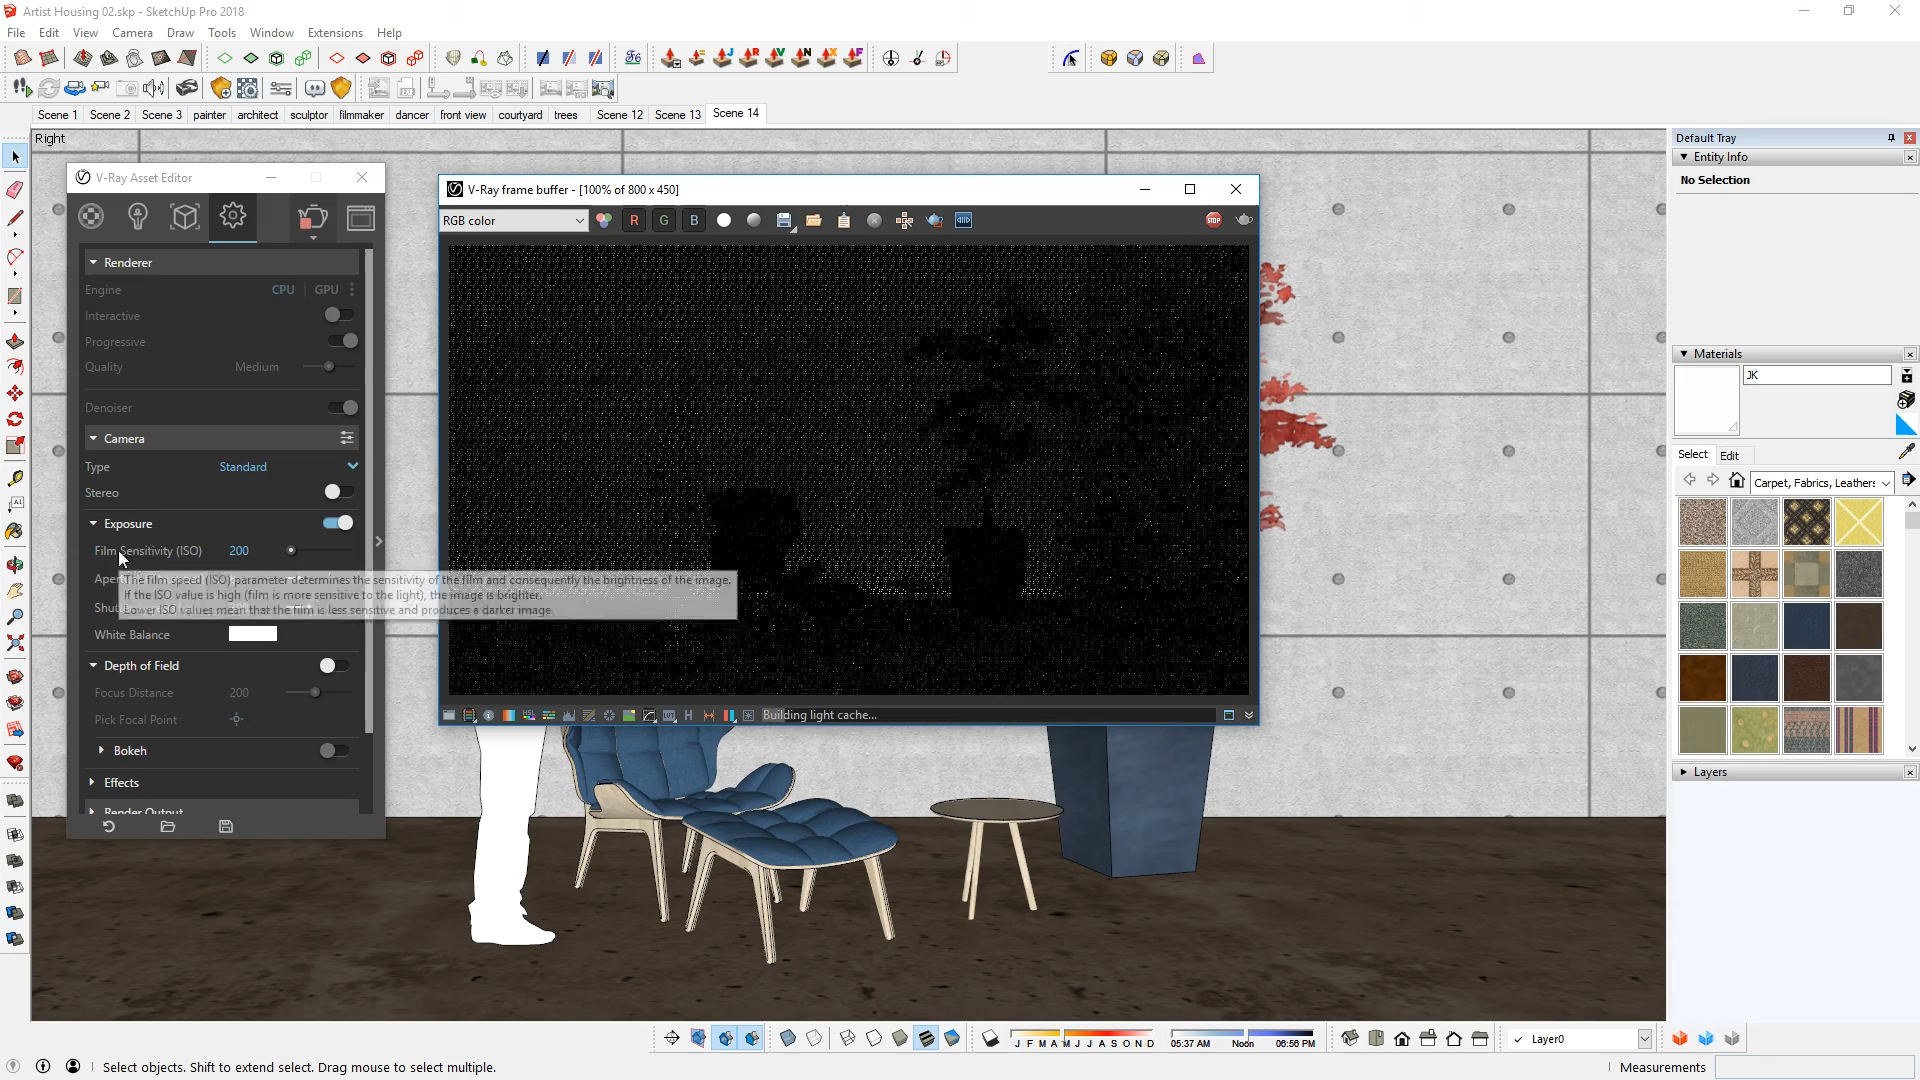 Artist Housing 02.skp - SketchUp Pro 2018
File Edit View Camera Draw Tools Window Extensions Help
Scene 1 Scene 2 Scene 3 painter architect sculptor filmmaker dancer front view courtyard trees Scene 12 Scene 13 Scene 14
Right
V-Ray Asset Editor
Renderer
Engine CPU GPU
Interactive
Progressive
Quality Medium
Denoiser
Camera
Type Standard
Stereo
Exposure
Film Sensitivity (ISO) 200
The film speed (ISO) parameter determines the sensitivity of the film and consequently the brightness of the image.
If the ISO value is high (film is more sensitive to the light), the image is brighter.
Lower ISO values mean that the film is less sensitive and produces a darker image.
White Balance
Depth of Field
Focus Distance 200
Pick Focal Point
Bokeh
Effects
Render Output
V-Ray frame buffer - [100% of 800 x 450]
RGB color R G B
STOP
HSL
LUT
H
Building light cache...
Default Tray
Entity Info
No Selection
Materials
JK
Select Edit
Carpet, Fabrics, Leathers
Layers
J F M A M J J A S O N D
05:37 AM Noon 06:56 PM
Layer0
Select objects. Shift to extend select. Drag mouse to select multiple.
Measurements